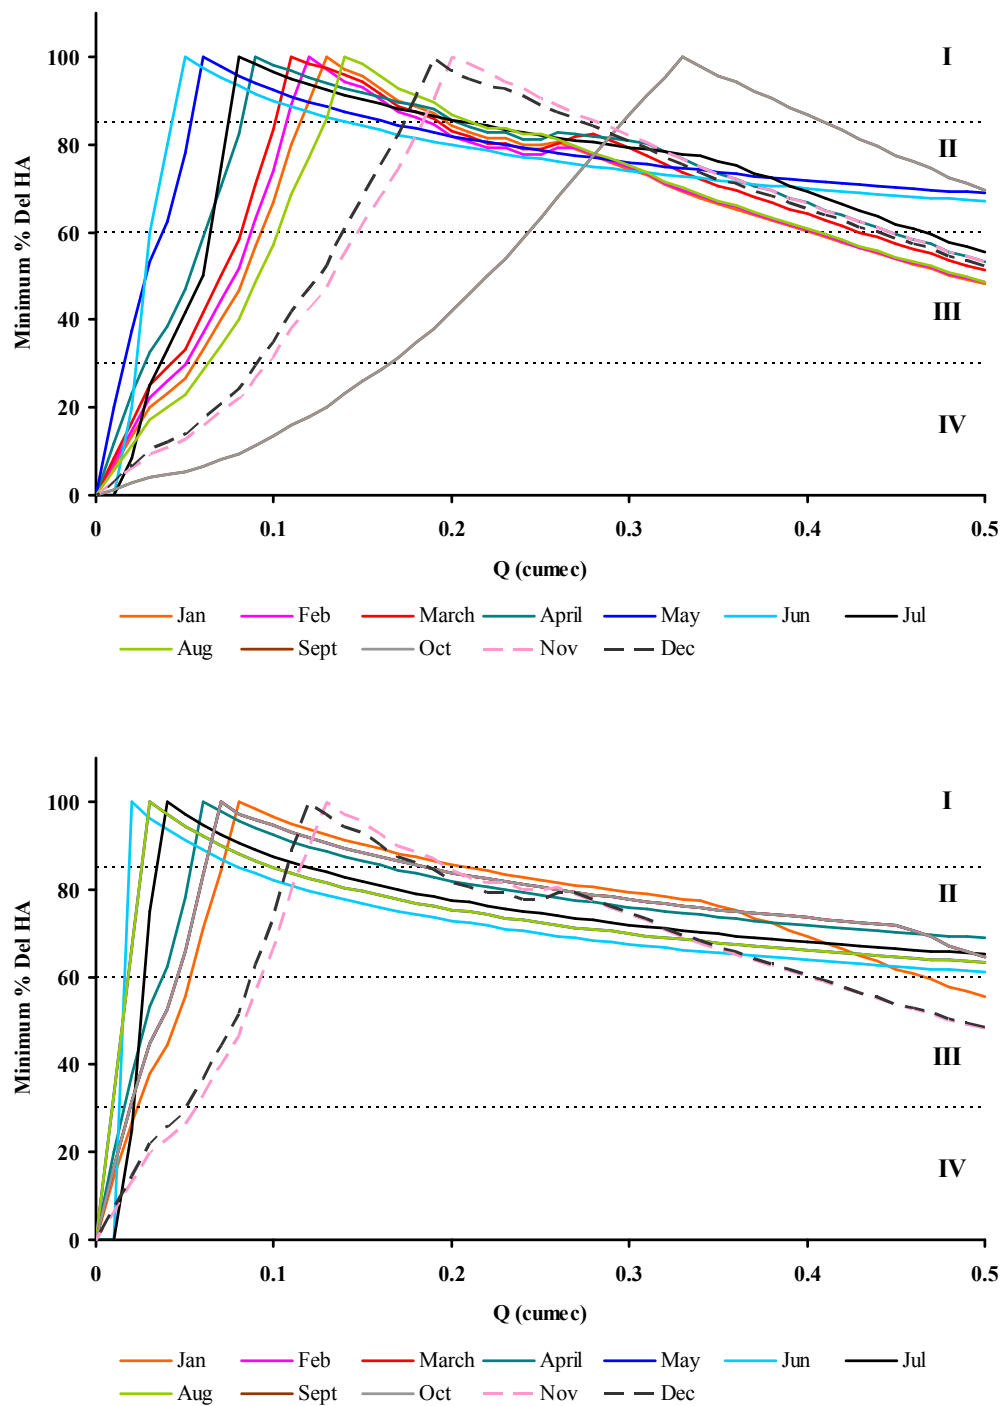 Minimum % Del HA
100
80
60
40
20
0
I
II
III
IV
0 0.1 0.2 0.3 0.4 0.5
Q (cumec)
Jan Feb March April May Jun Jul
Aug Sept Oct Nov Dec
Minimum % Del HA
100
80
60
40
20
0
I
II
III
IV
0 0.1 0.2 0.3 0.4 0.5
Q (cumec)
Jan Feb March April May Jun Jul
Aug Sept Oct Nov Dec